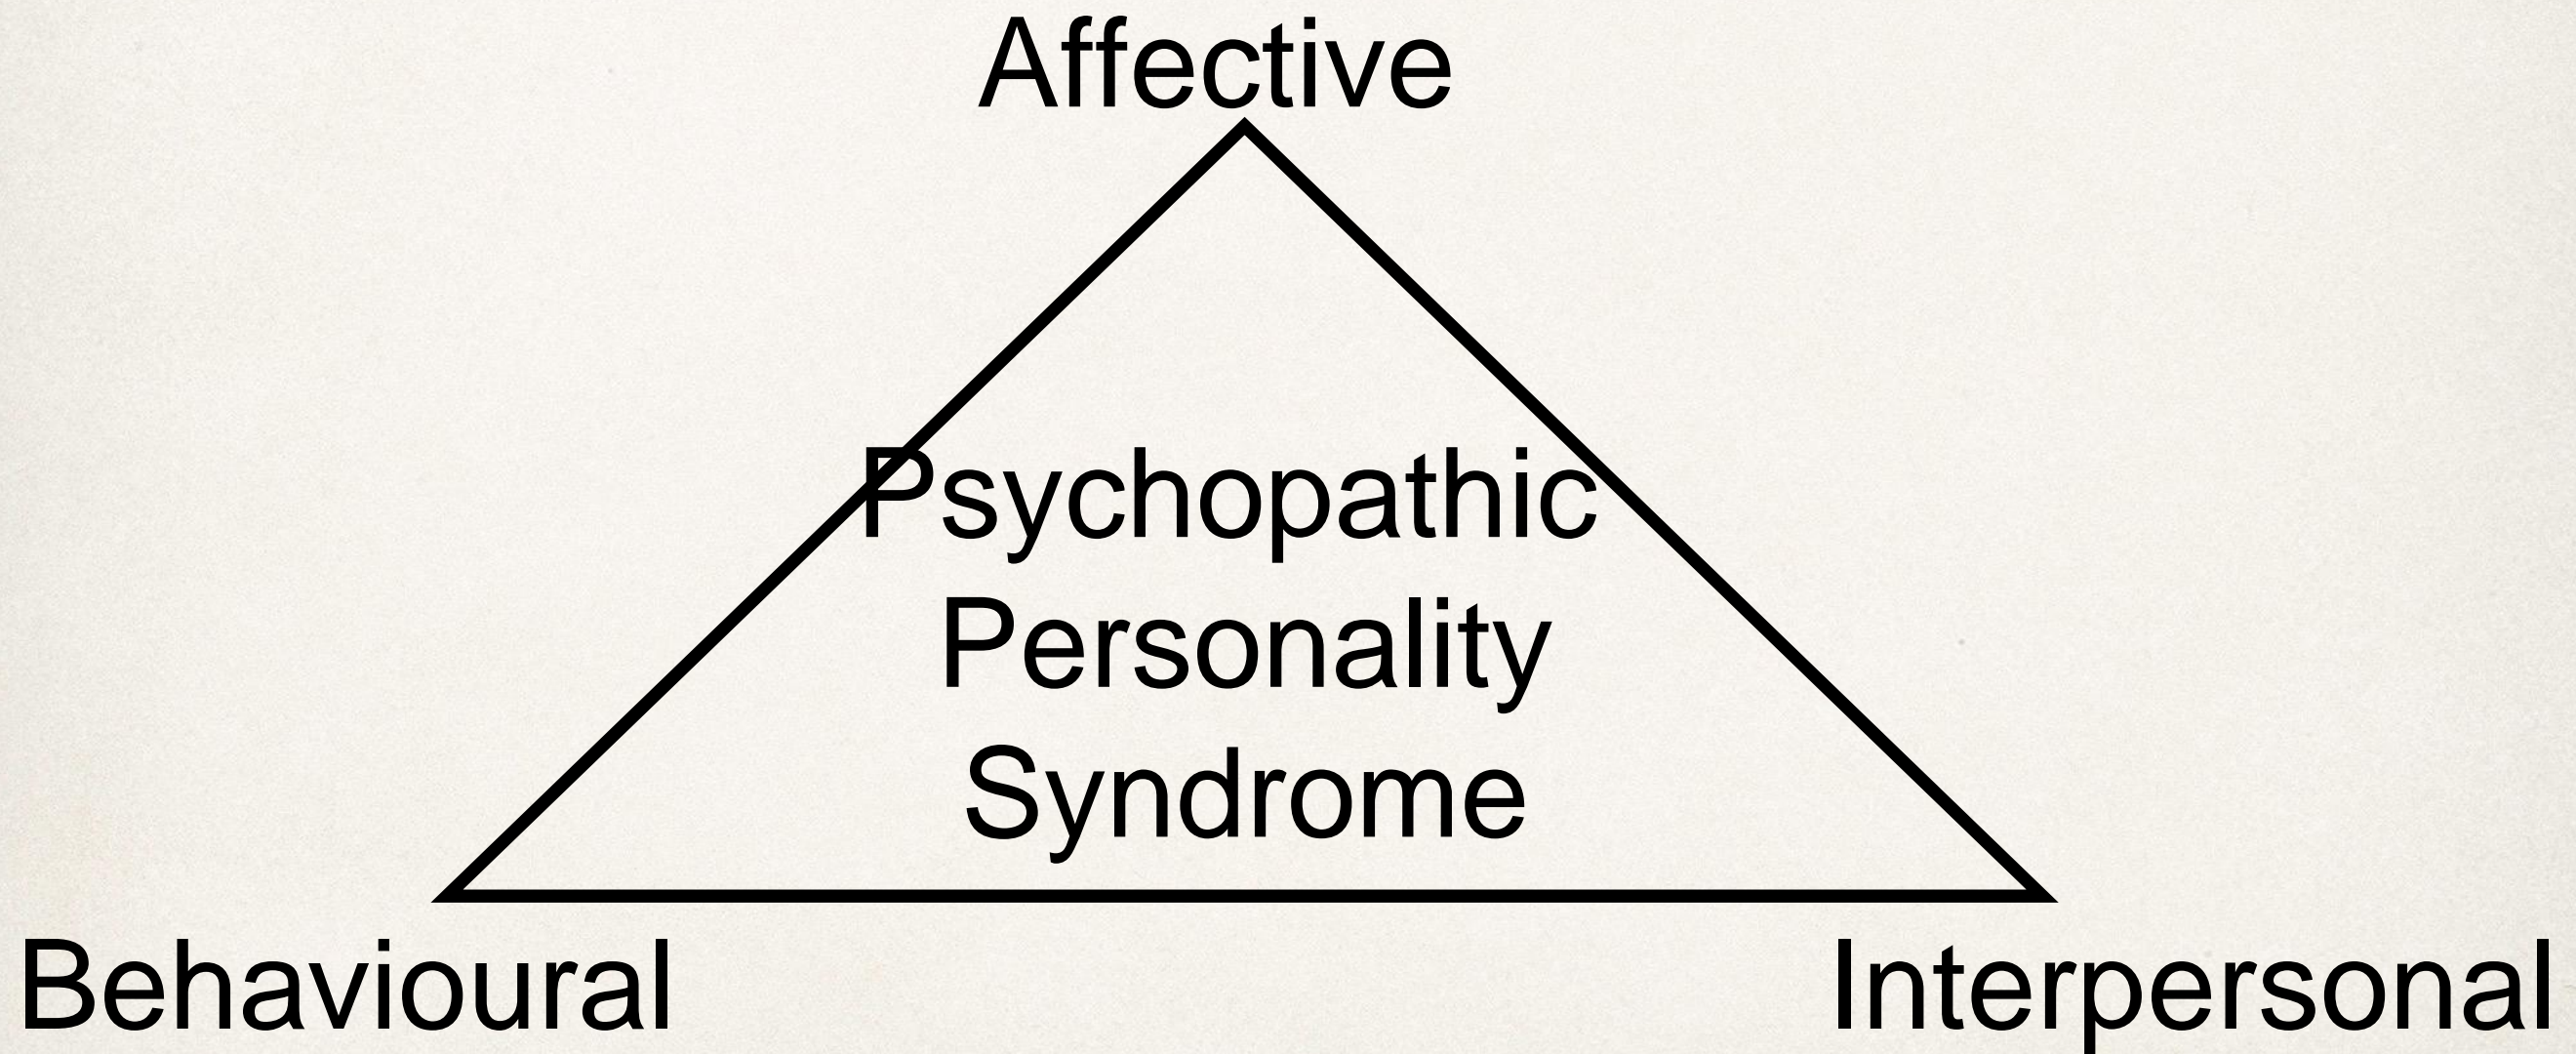 Affective
Psychopathic
Personality
Syndrome
Behavioural
Interpersonal